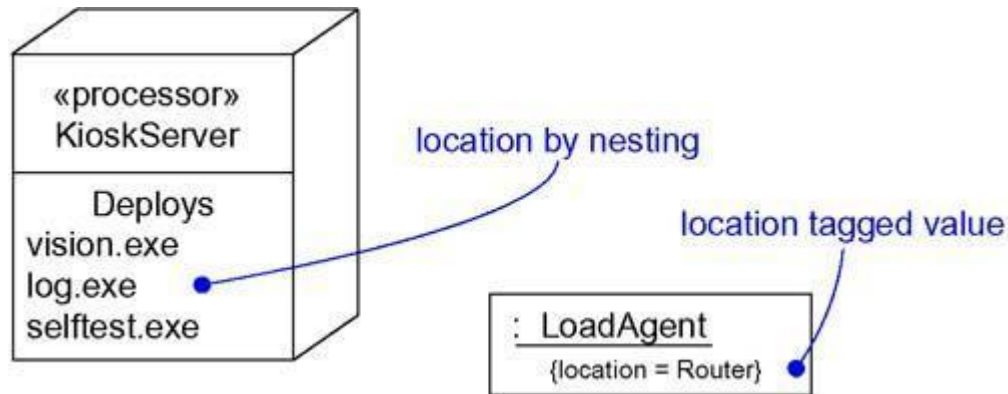 «processor»
KioskServer
Deploys
vision.exe
log.exe
selftest.exe
location by nesting
location tagged value
: LoadAgent
{location = Router}